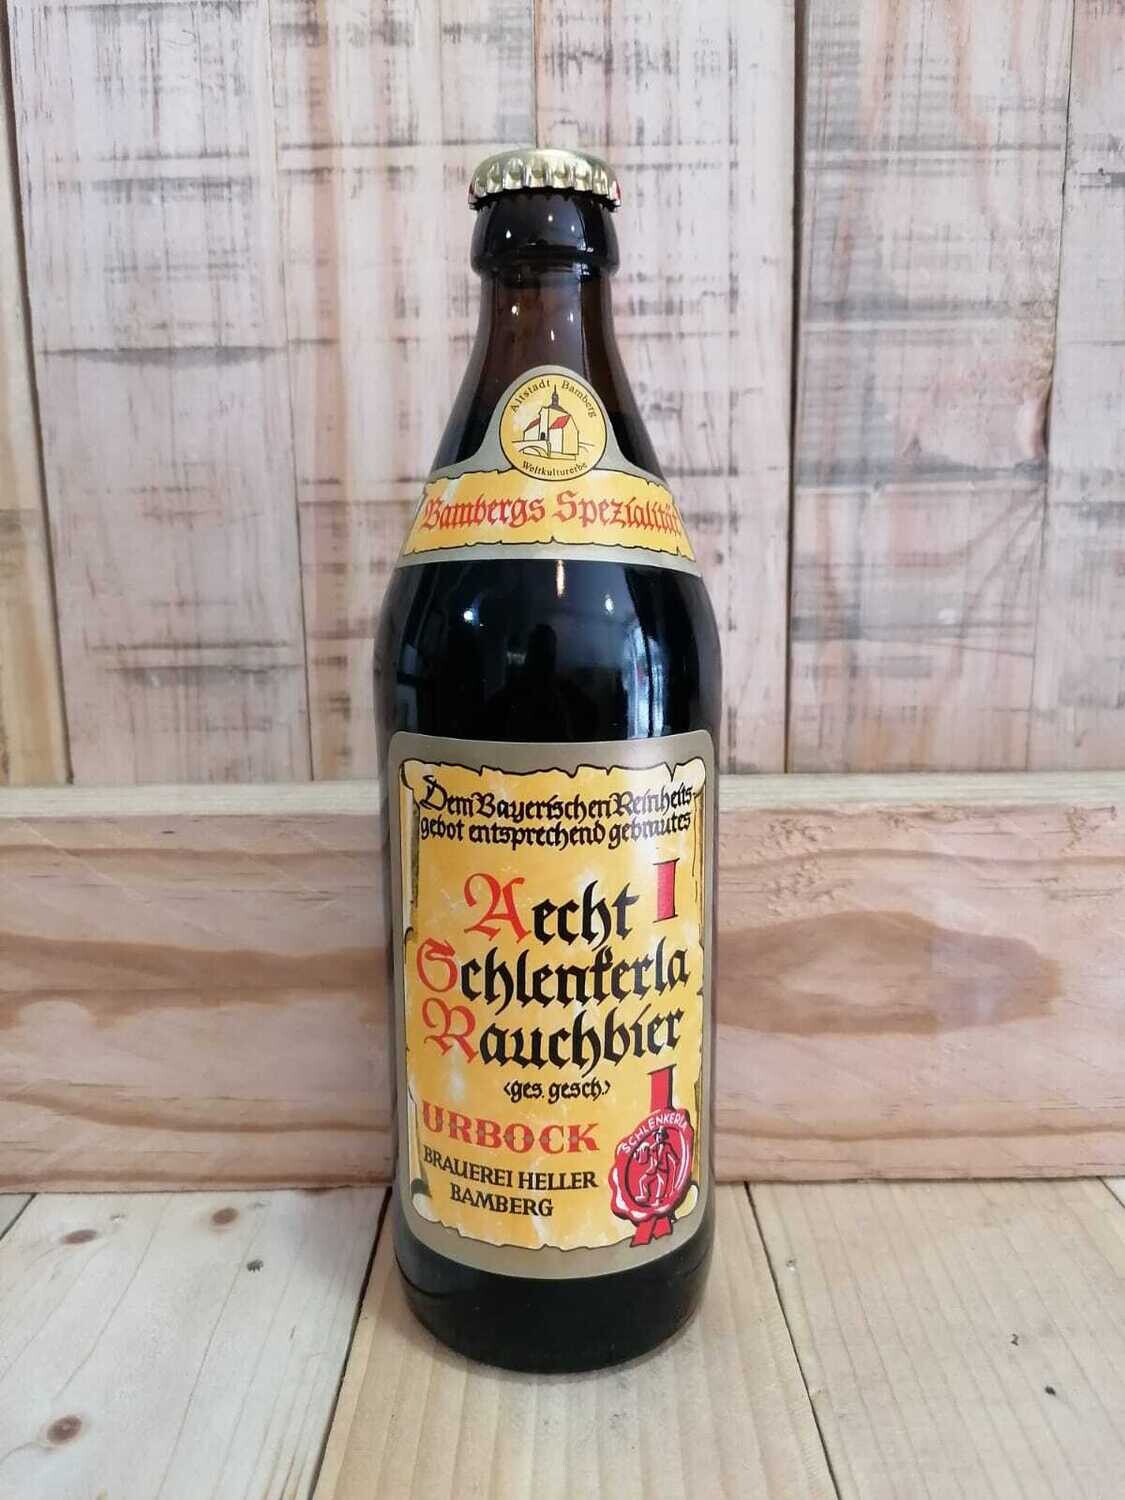 Altstadt Bamberg
Weltkulturerbe
Bambergs Spezialität
Dem Bayerischen Reinheits-
gebot entsprechend gebrautes
Aecht
Schlenkerla
Rauchbier
<ges. gesch.>
URBOCK
BRAUEREI HELLER
BAMBERG
SCHLENKERLA